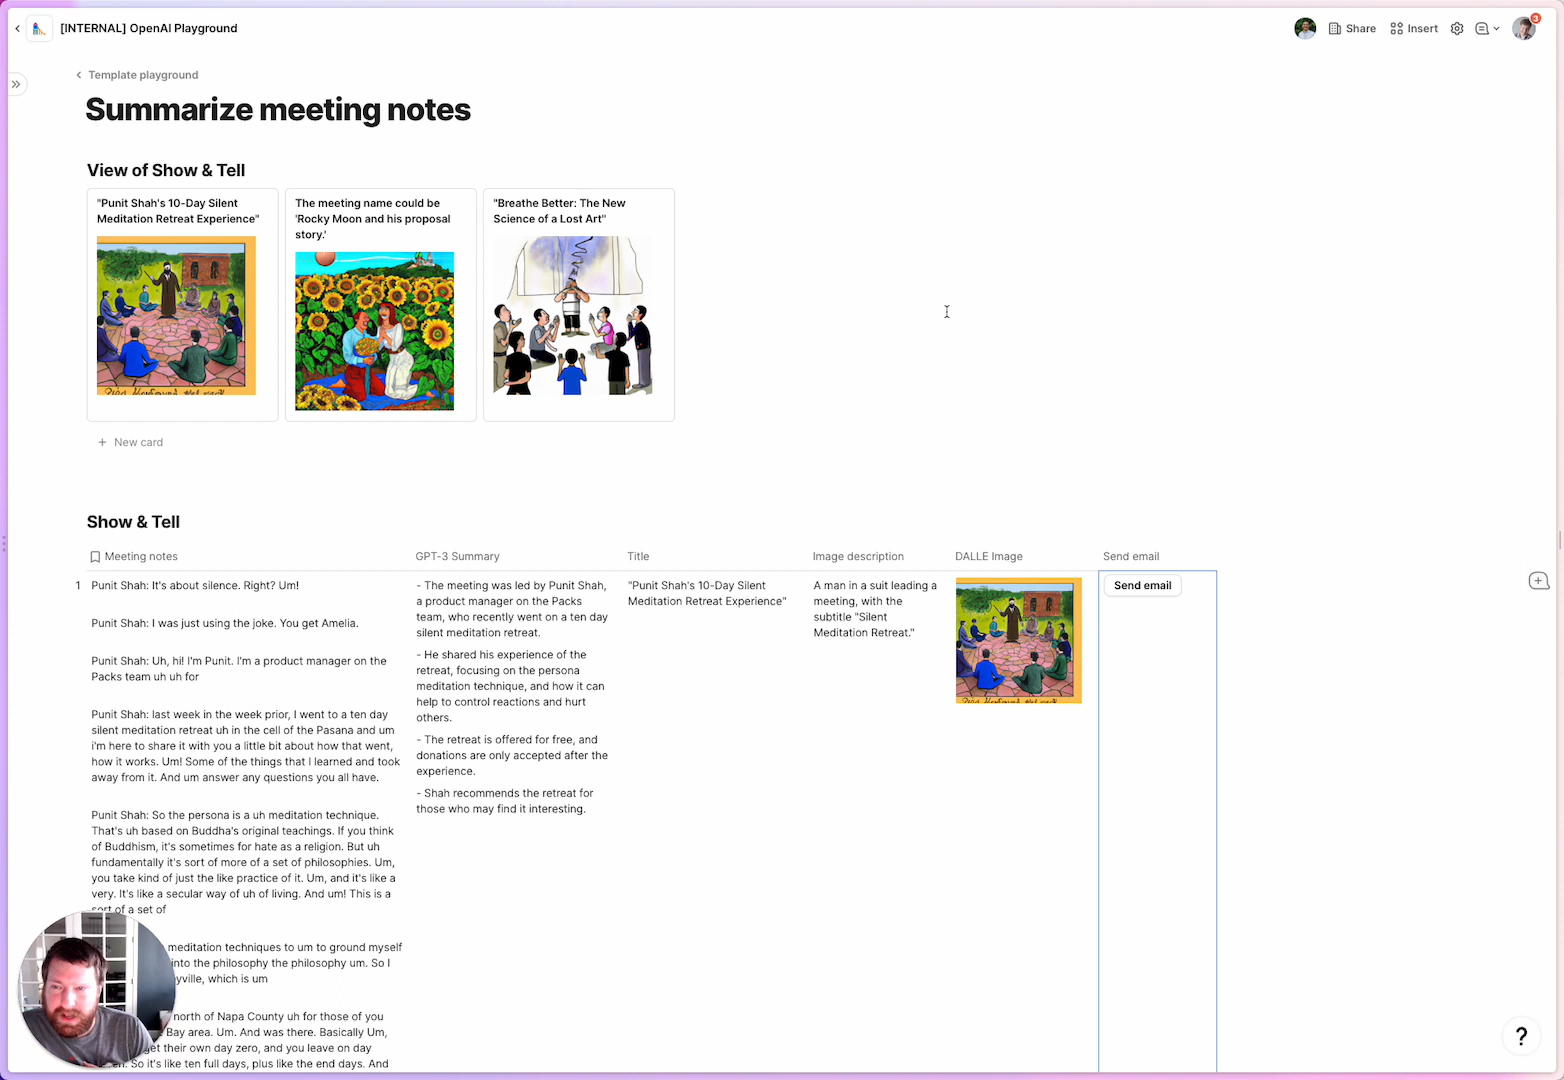 [INTERNAL] OpenAI Playground
Share
Insert
3
Template playground
Summarize meeting notes
View of Show & Tell
"Punit Shah's 10-Day Silent
Meditation Retreat Experience"
The meeting name could be
'Rocky Moon and his proposal
story.'
"Breathe Better: The New
Science of a Lost Art"
+ New card
Show & Tell
Meeting notes
GPT-3 Summary
Title
Image description
DALLE Image
Send email
1
Punit Shah: It's about silence. Right? Um!
Punit Shah: I was just using the joke. You get Amelia.
Punit Shah: Uh, hi! I'm Punit. I'm a product manager on the
Packs team uh uh for
Punit Shah: last week in the week prior, I went to a ten day
silent meditation retreat uh in the cell of the Pasana and um
i'm here to share it with you a little bit about how that went,
how it works. Um! Some of the things that I learned and took
away from it. And um answer any questions you all have.
Punit Shah: So the persona is a uh meditation technique.
That's uh based on Buddha's original teachings. If you think
of Buddhism, it's sometimes for hate as a religion. But uh
fundamentally it's sort of more of a set of philosophies. Um,
you take kind of just the like practice of it. Um, and it's like a
very. It's like a secular way of uh of living. And um! This is a
sort of a set of
meditation techniques to um to ground myself
into the philosophy the philosophy um. So I
yville, which is um
north of Napa County uh for those of you
Bay area. Um. And was there. Basically Um,
get their own day zero, and you leave on day
So it's like ten full days, plus like the end days. And
- The meeting was led by Punit Shah,
a product manager on the Packs
team, who recently went on a ten day
silent meditation retreat.
- He shared his experience of the
retreat, focusing on the persona
meditation technique, and how it can
help to control reactions and hurt
others.
- The retreat is offered for free, and
donations are only accepted after the
experience.
- Shah recommends the retreat for
those who may find it interesting.
"Punit Shah's 10-Day Silent
Meditation Retreat Experience"
A man in a suit leading a
meeting, with the
subtitle "Silent
Meditation Retreat."
Send email
?